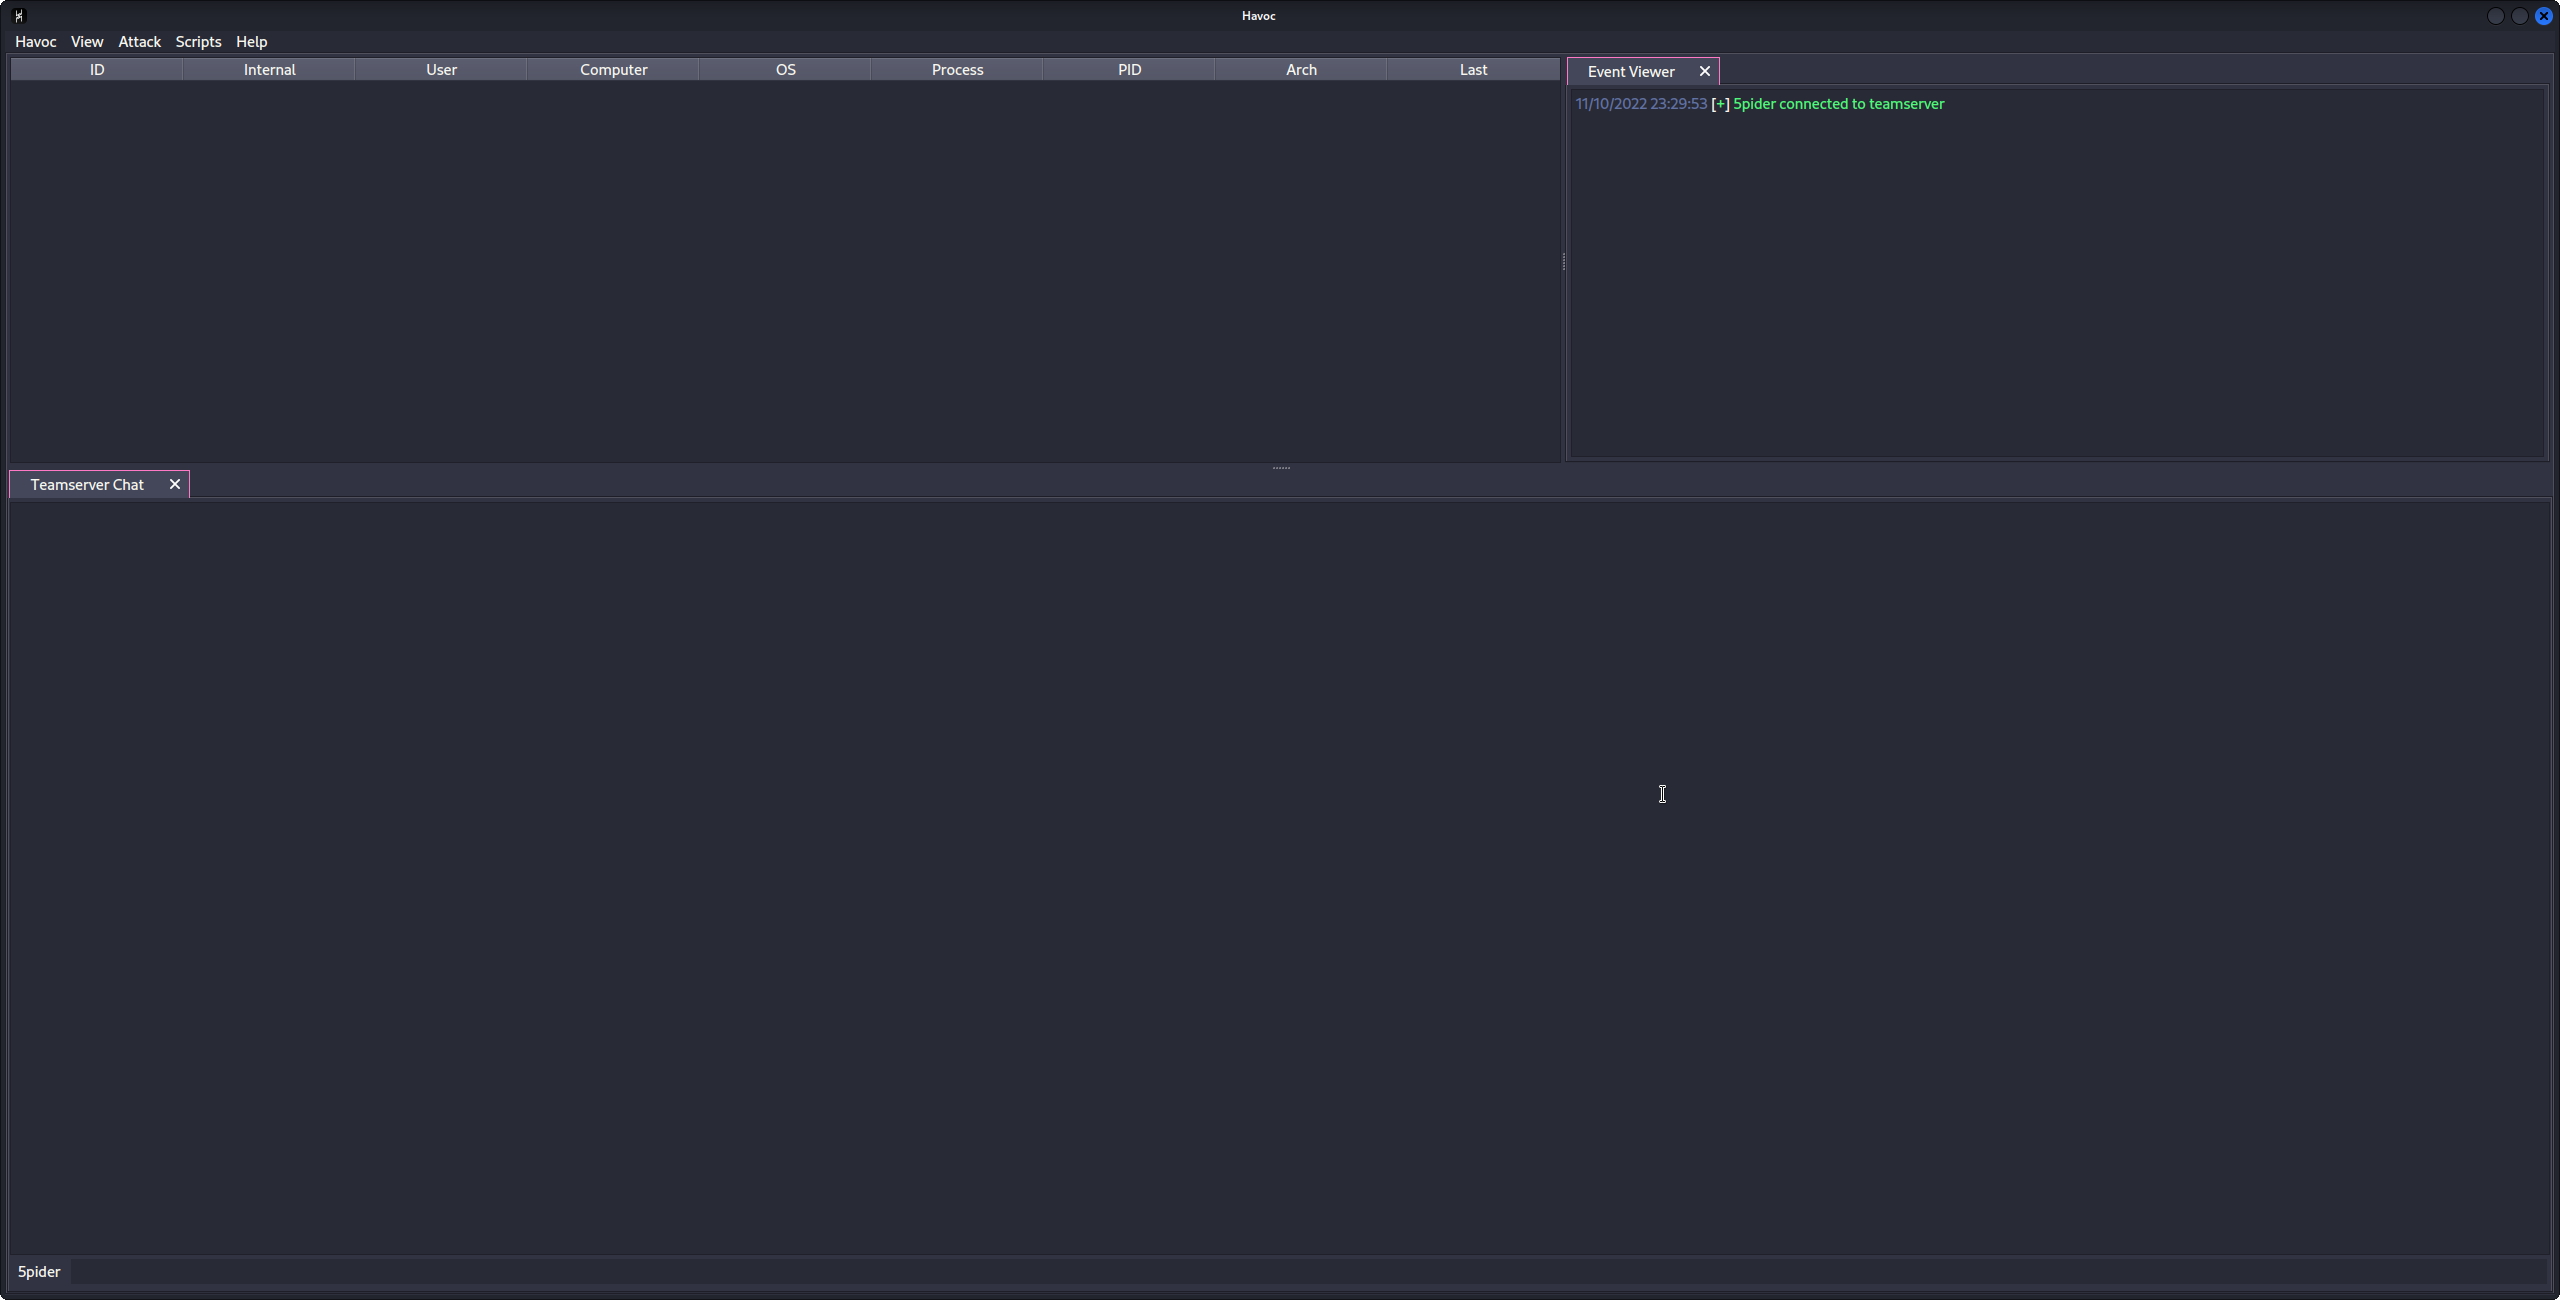 Havoc
Havoc View Attack Scripts Help
ID Internal User Computer OS Process PID Arch Last
Event Viewer
11/10/2022 23:29:53 [+] 5pider connected to teamserver
Teamserver Chat
5pider